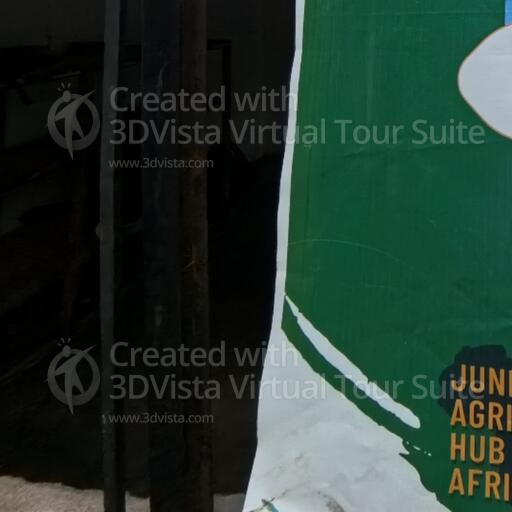 Created with
3DVista Virtual Tour Suite
www.3dvista.com
Created with
3DVista Virtual Tour Suite
www.3dvista.com
JUN
AGRI
HUB
AFRI